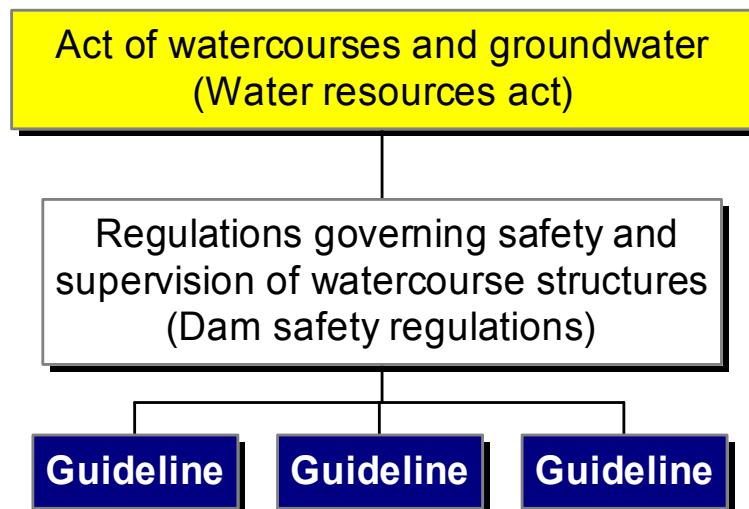 Act of watercourses and groundwater
(Water resources act)
Regulations governing safety and
supervision of watercourse structures
(Dam safety regulations)
Guideline
Guideline
Guideline